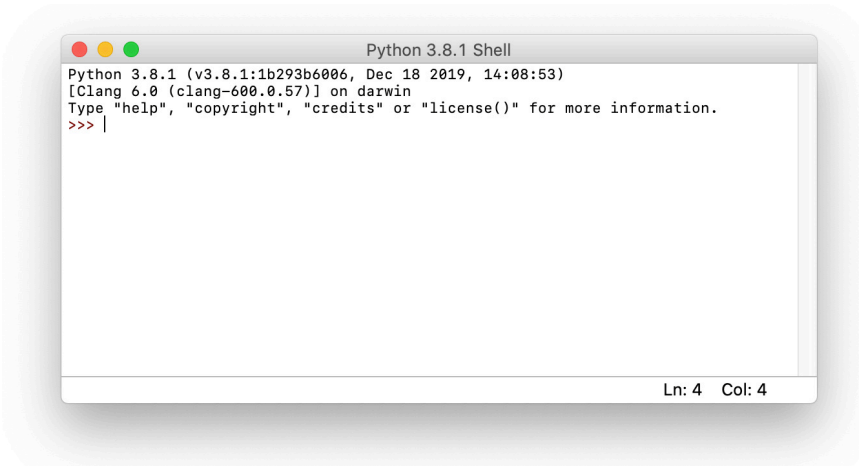 Python 3.8.1 Shell
Python 3.8.1 (v3.8.1:1b293b6006, Dec 18 2019, 14:08:53)
[Clang 6.0 (clang-600.0.57)] on darwin
Type "help", "copyright", "credits" or "license()" for more information.
>>>
Ln: 4 Col: 4